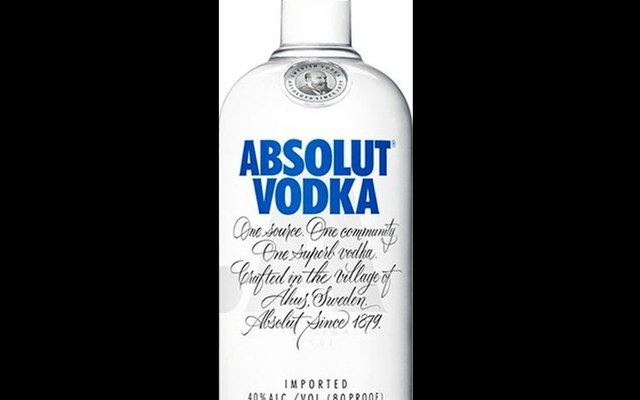 ABSOLUT®
VODKA
One source. One community.
One superb vodka.
Crafted in the village of
Ahus, Sweden.
Absolut Since 1879.
IMPORTED
40% ALC./VOL. (80 PROOF)